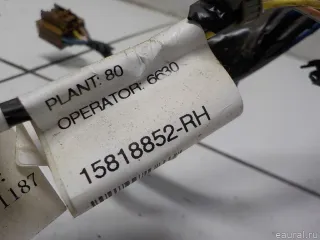 PLANT: 80
OPERATOR: 6630
15818852-RH
1187
eaural.ru